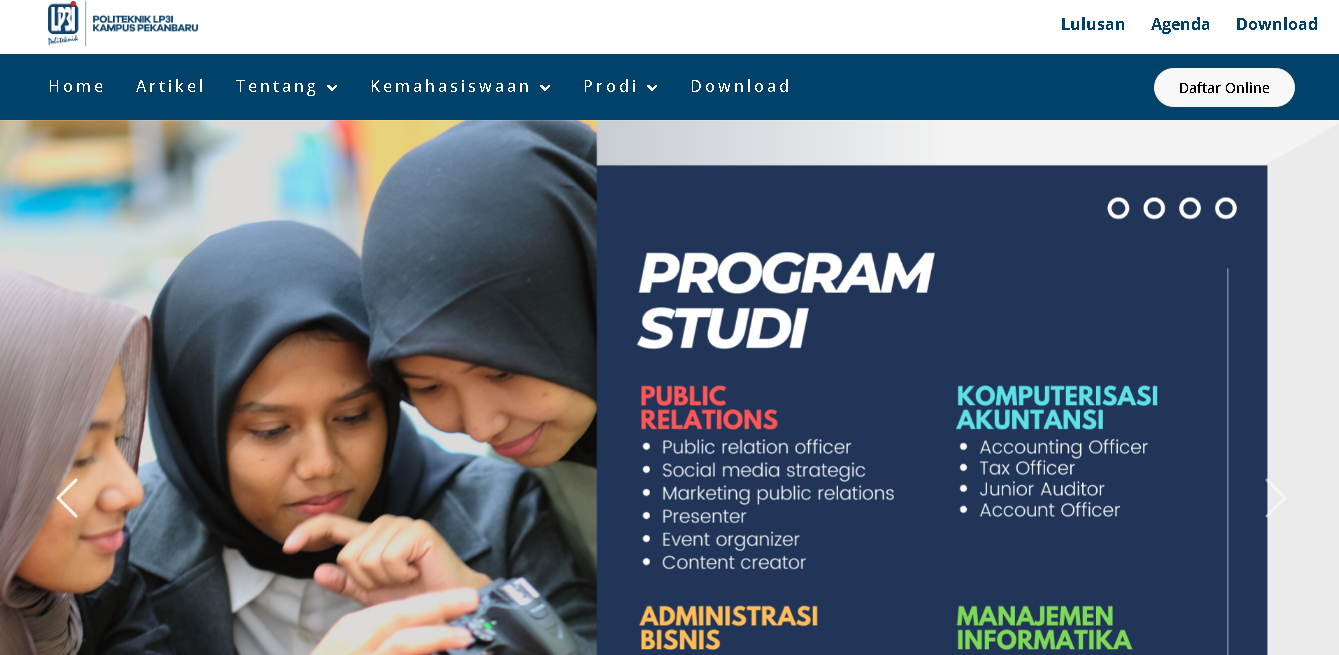 LP3I
Politeknik
POLITEKNIK LP3I
KAMPUS PEKANBARU
Lulusan Agenda Download
Home Artikel Tentang Kemahasiswaan Prodi Download
Daftar Online
PROGRAM
STUDI
PUBLIC
RELATIONS
• Public relation officer
• Social media strategic
• Marketing public relations
• Presenter
• Event organizer
• Content creator
KOMPUTERISASI
AKUNTANSI
• Accounting Officer
• Tax Officer
• Junior Auditor
• Account Officer
ADMINISTRASI
BISNIS
MANAJEMEN
INFORMATIKA